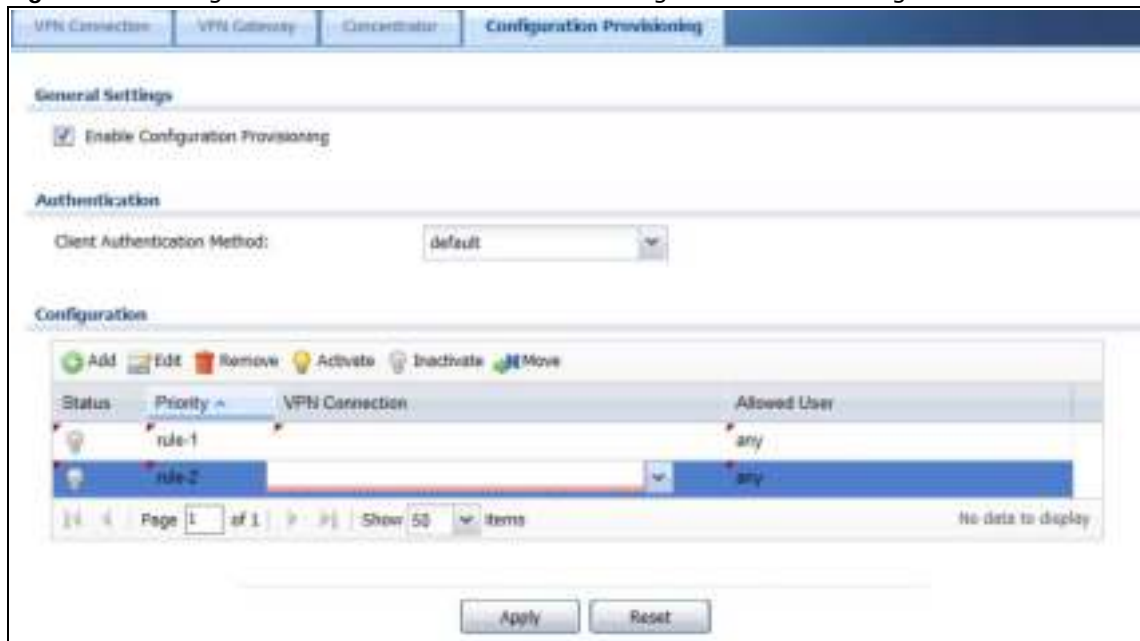 VPN Connection VPN Gateway Concentrator Configuration Provisioning
General Settings
Enable Configuration Provisioning
Authentication
Client Authentication Method: default
Configuration
Add Edit Remove Activate Inactivate Move
Status Priority VPN Connection Allowed User
rule-1 any
rule-2 any
Page 1 of 1 Show 50 items No data to display
Apply Reset